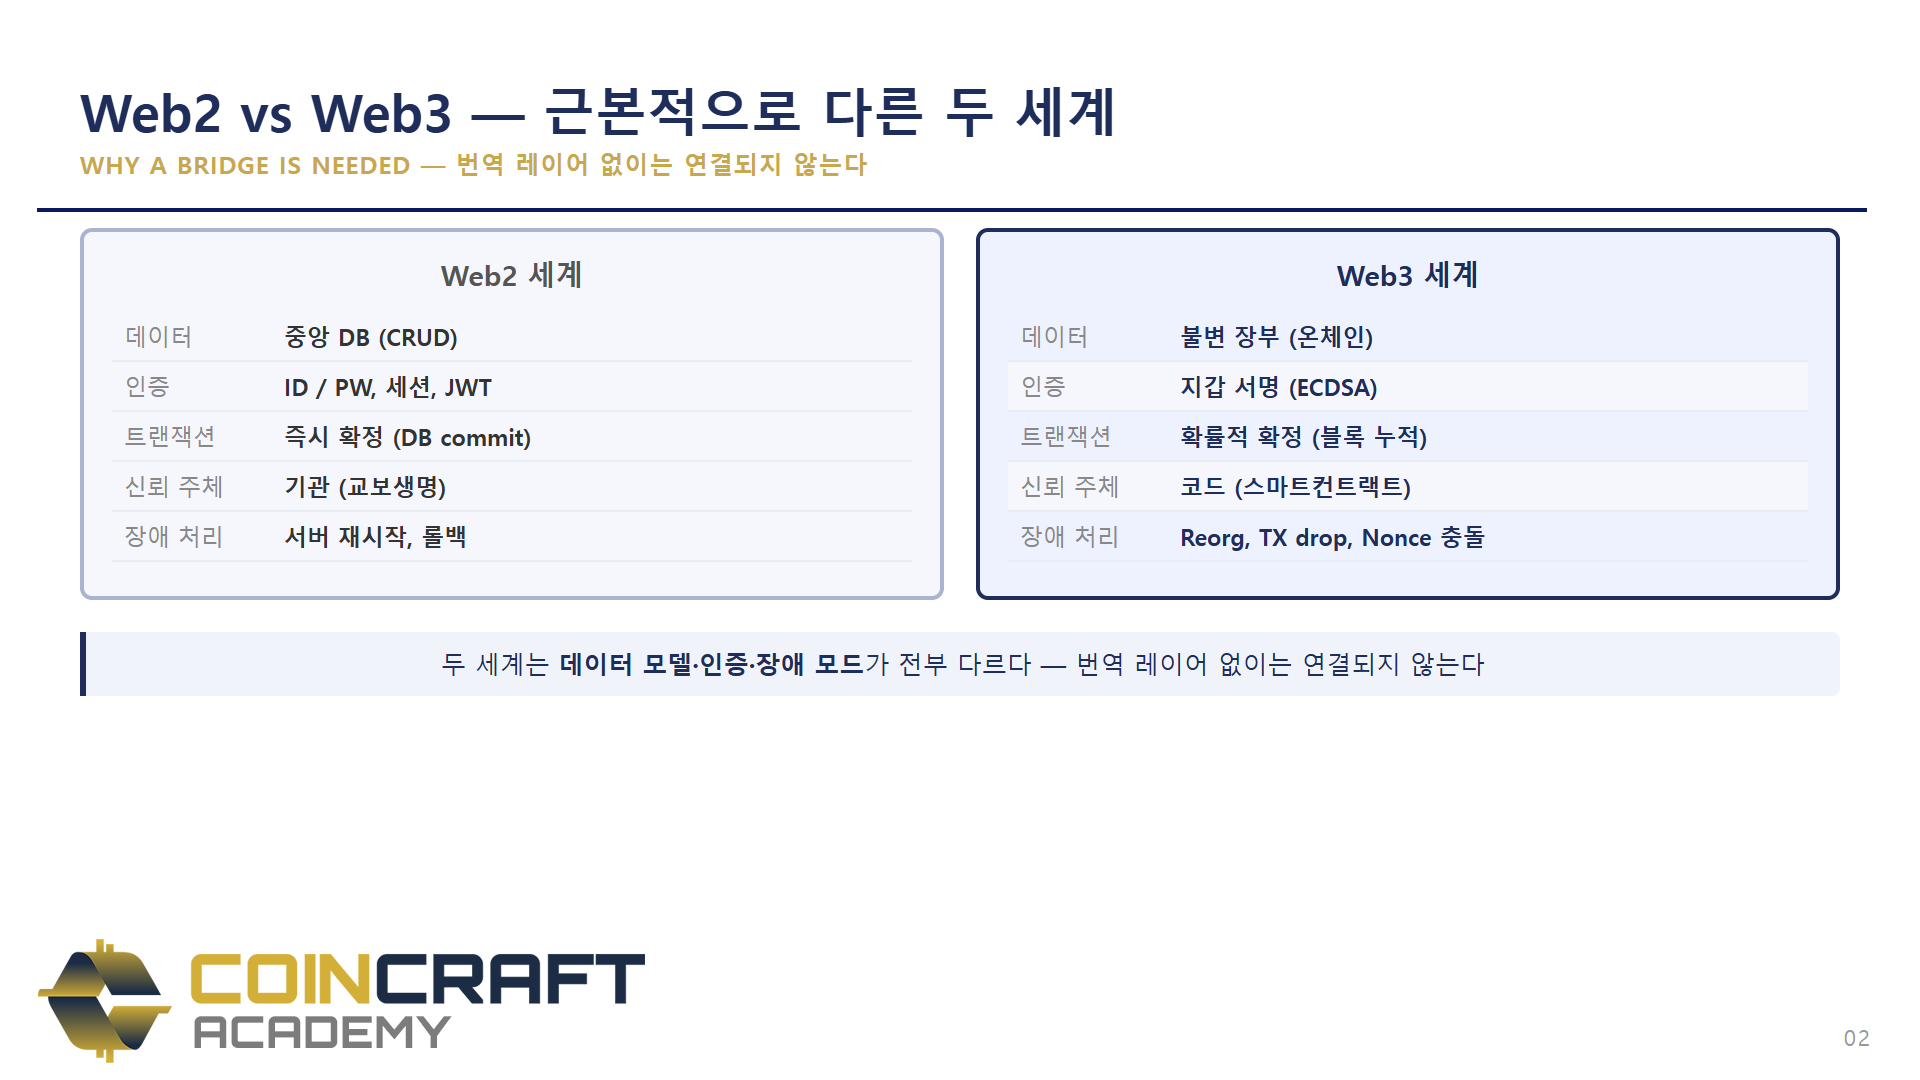 Web2 vs Web3 — 근본적으로 다른 두 세계
WHY A BRIDGE IS NEEDED — 번역 레이어 없이는 연결되지 않는다
Web2 세계
데이터 중앙 DB (CRUD)
인증 ID / PW, 세션, JWT
트랜잭션 즉시 확정 (DB commit)
신뢰 주체 기관 (교보생명)
장애 처리 서버 재시작, 롤백
Web3 세계
데이터 불변 장부 (온체인)
인증 지갑 서명 (ECDSA)
트랜잭션 확률적 확정 (블록 누적)
신뢰 주체 코드 (스마트컨트랙트)
장애 처리 Reorg, TX drop, Nonce 충돌
두 세계는 데이터 모델·인증·장애 모드가 전부 다르다 — 번역 레이어 없이는 연결되지 않는다
COINCRAFT
ACADEMY
02